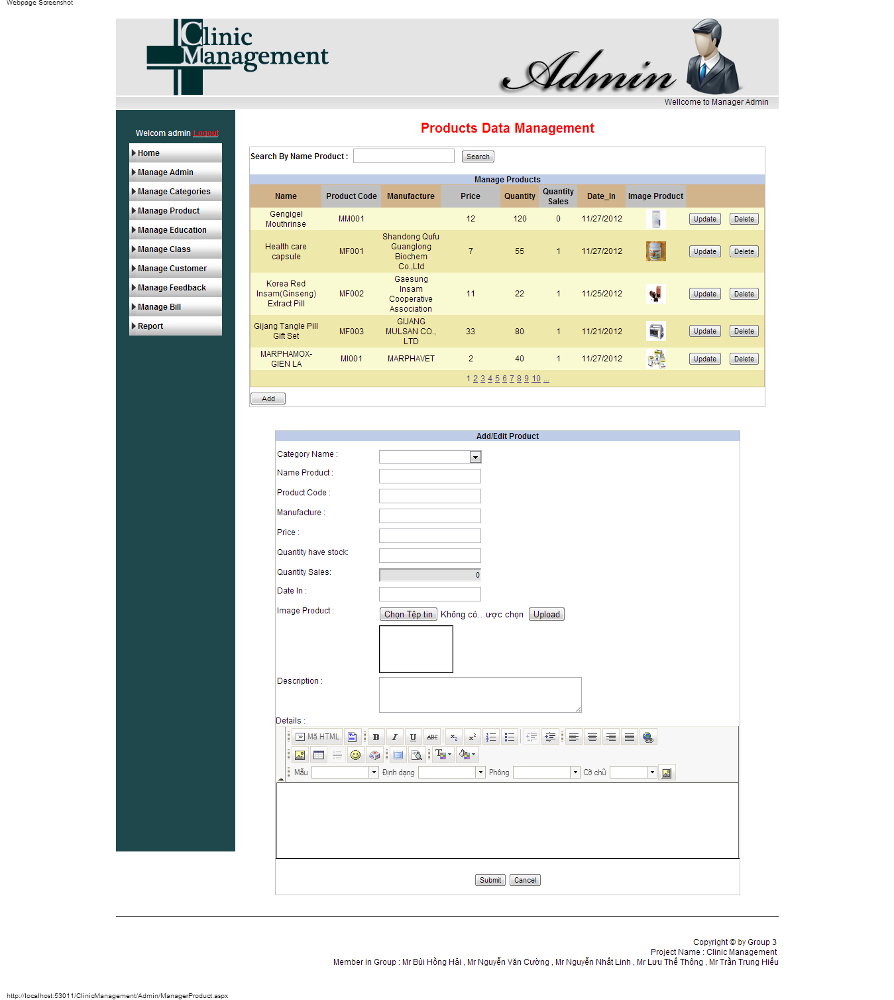 Webpage Screenshot
Clinic
Management
Admin
Wellcome to Manager Admin
Welcom admin Logout
Home
Manage Admin
Manage Categories
Manage Product
Manage Education
Manage Class
Manage Customer
Manage Feedback
Manage Bill
Report
Products Data Management
Search By Name Product : Search
Manage Products
Name Product Code Manufacture Price Quantity Quantity Sales Date_In Image Product
Gengigel Mouthrinse MM001 12 120 0 11/27/2012 Update Delete
Health care capsule MF001 Shandong Qufu Guanglong Biochem Co.,Ltd 7 55 1 11/27/2012 Update Delete
Korea Red Insam(Ginseng) Extract Pill MF002 Gaesung Insam Cooperative Association 11 22 1 11/25/2012 Update Delete
Gijang Tangle Pill Gift Set MF003 GIJANG MULSAN CO., LTD 33 80 1 11/21/2012 Update Delete
MARPHAMOX-GIEN LA MI001 MARPHAVET 2 40 1 11/27/2012 Update Delete
1 2 3 4 5 6 7 8 9 10 ...
Add
Add/Edit Product
Category Name :
Name Product :
Product Code :
Manufacture :
Price :
Quantity have stock:
Quantity Sales: 0
Date In :
Image Product : Chọn Tệp tin Không có...ược chọn Upload
Description :
Details :
Mã HTML B I U ABC x₂ x²
Mẫu Định dạng Phông Cỡ chữ
Submit Cancel
Copyright © by Group 3
Project Name : Clinic Management
Member in Group : Mr Bùi Hồng Hải , Mr Nguyễn Văn Cường , Mr Nguyễn Nhất Linh , Mr Lưu Thế Thông , Mr Trần Trung Hiếu
http://localhost:53011/ClinicManagement/Admin/ManagerProduct.aspx